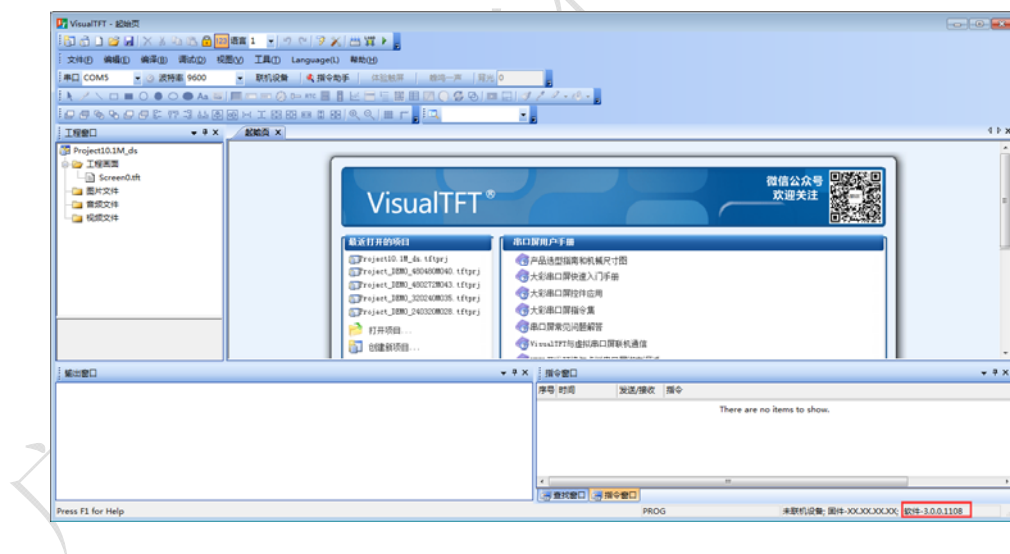 VisualTFT - 起始页
123 语言 1
文件(F) 编辑(E) 编译(B) 调试(D) 视图(V) 工具(T) Language(L) 帮助(H)
串口 COM5 波特率 9600 联机设备 指令助手 体验触屏 蜂鸣一声 背光 0
工程窗口
起始页
Project10.1M_ds
工程画面
Screen0.tft
图片文件
音频文件
视频文件
VisualTFT®
微信公众号
欢迎关注
最近打开的项目
Project10.1M_ds.tftprj
Project_DEMO_480480M040.tftprj
Project_DEMO_480272M043.tftprj
Project_DEMO_320240M035.tftprj
Project_DEMO_240320M028.tftprj
打开项目...
创建新项目...
串口屏用户手册
产品选型指南和机械尺寸图
大彩串口屏快速入门手册
大彩串口屏控件应用
大彩串口屏指令集
串口屏常见问题解答
VisualTFT与虚拟串口屏联机通信
输出窗口
指令窗口
序号 时间 发送/接收 指令
There are no items to show.
查找窗口 指令窗口
Press F1 for Help
PROG
未联机设备; 固件-XX.XX.XX.XX; 软件-3.0.0.1108